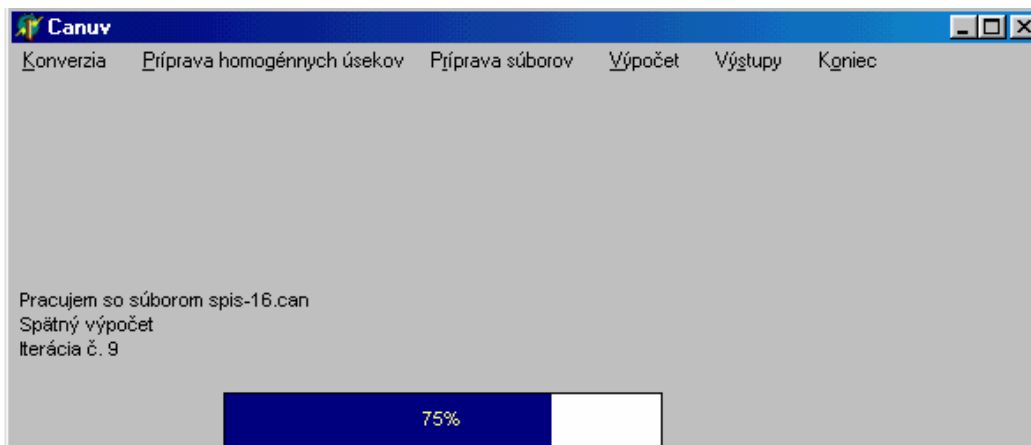 Canuv
Konverzia Príprava homogénnych úsekov Príprava súborov Výpočet Výstupy Koniec
Pracujem so súborom spis-16.can
Spätný výpočet
Iterácia č. 9
75%